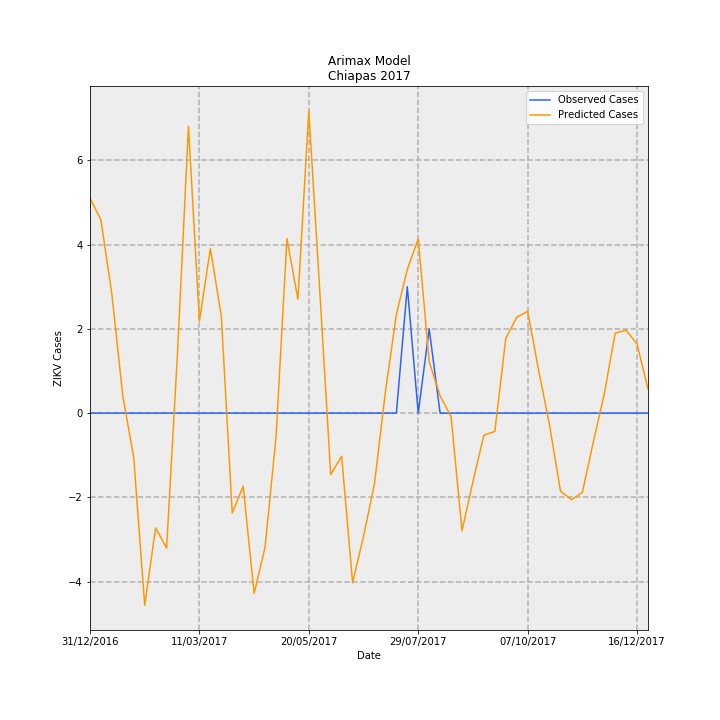 Arimax Model
Chiapas 2017
Observed Cases
Predicted Cases
ZIKV Cases
6
4
2
0
−2
−4
31/12/2016
11/03/2017
20/05/2017
29/07/2017
07/10/2017
16/12/2017
Date